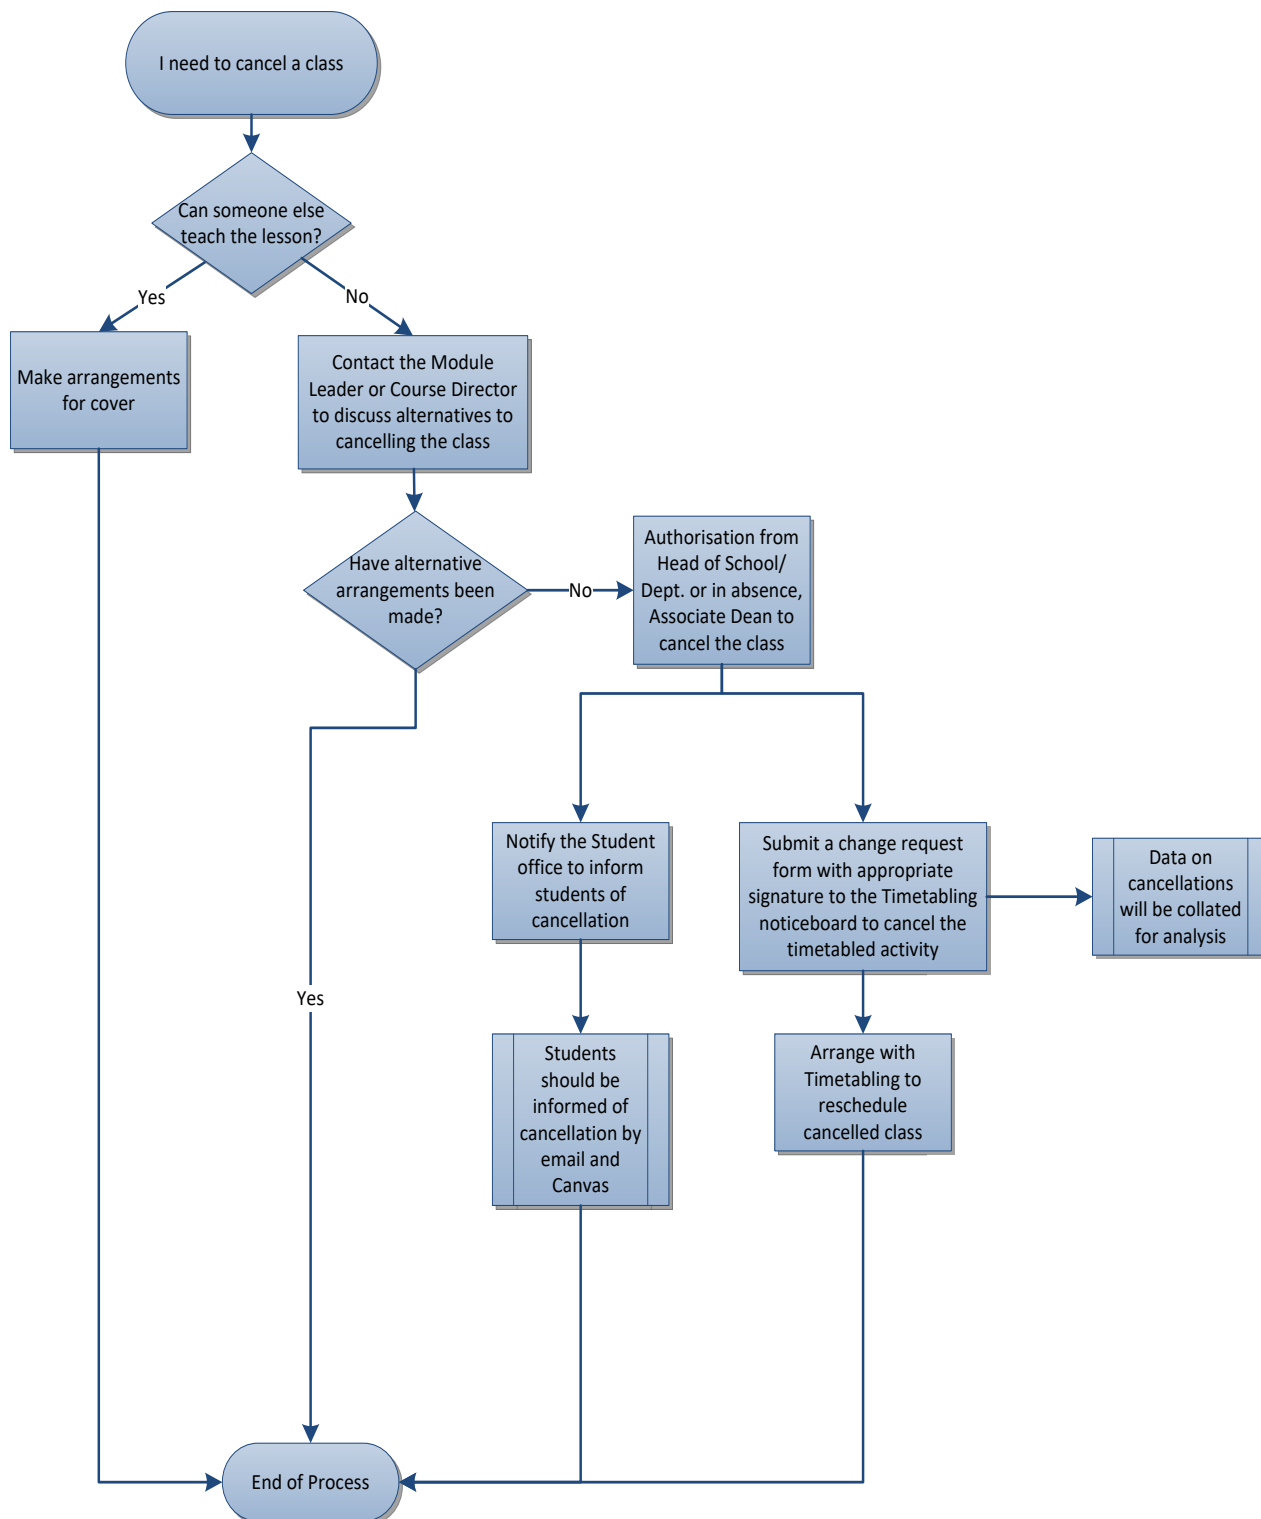 I need to cancel a class
Can someone else
teach the lesson?
Yes
No
Make arrangements
for cover
Contact the Module
Leader or Course Director
to discuss alternatives to
cancelling the class
Have alternative
arrangements been
made?
No
Authorisation from
Head of School/
Dept. or in absence,
Associate Dean to
cancel the class
Notify the Student
office to inform
students of
cancellation
Submit a change request
form with appropriate
signature to the Timetabling
noticeboard to cancel the
timetabled activity
Data on
cancellations
will be collated
for analysis
Yes
Students
should be
informed of
cancellation by
email and
Canvas
Arrange with
Timetabling to
reschedule
cancelled class
End of Process